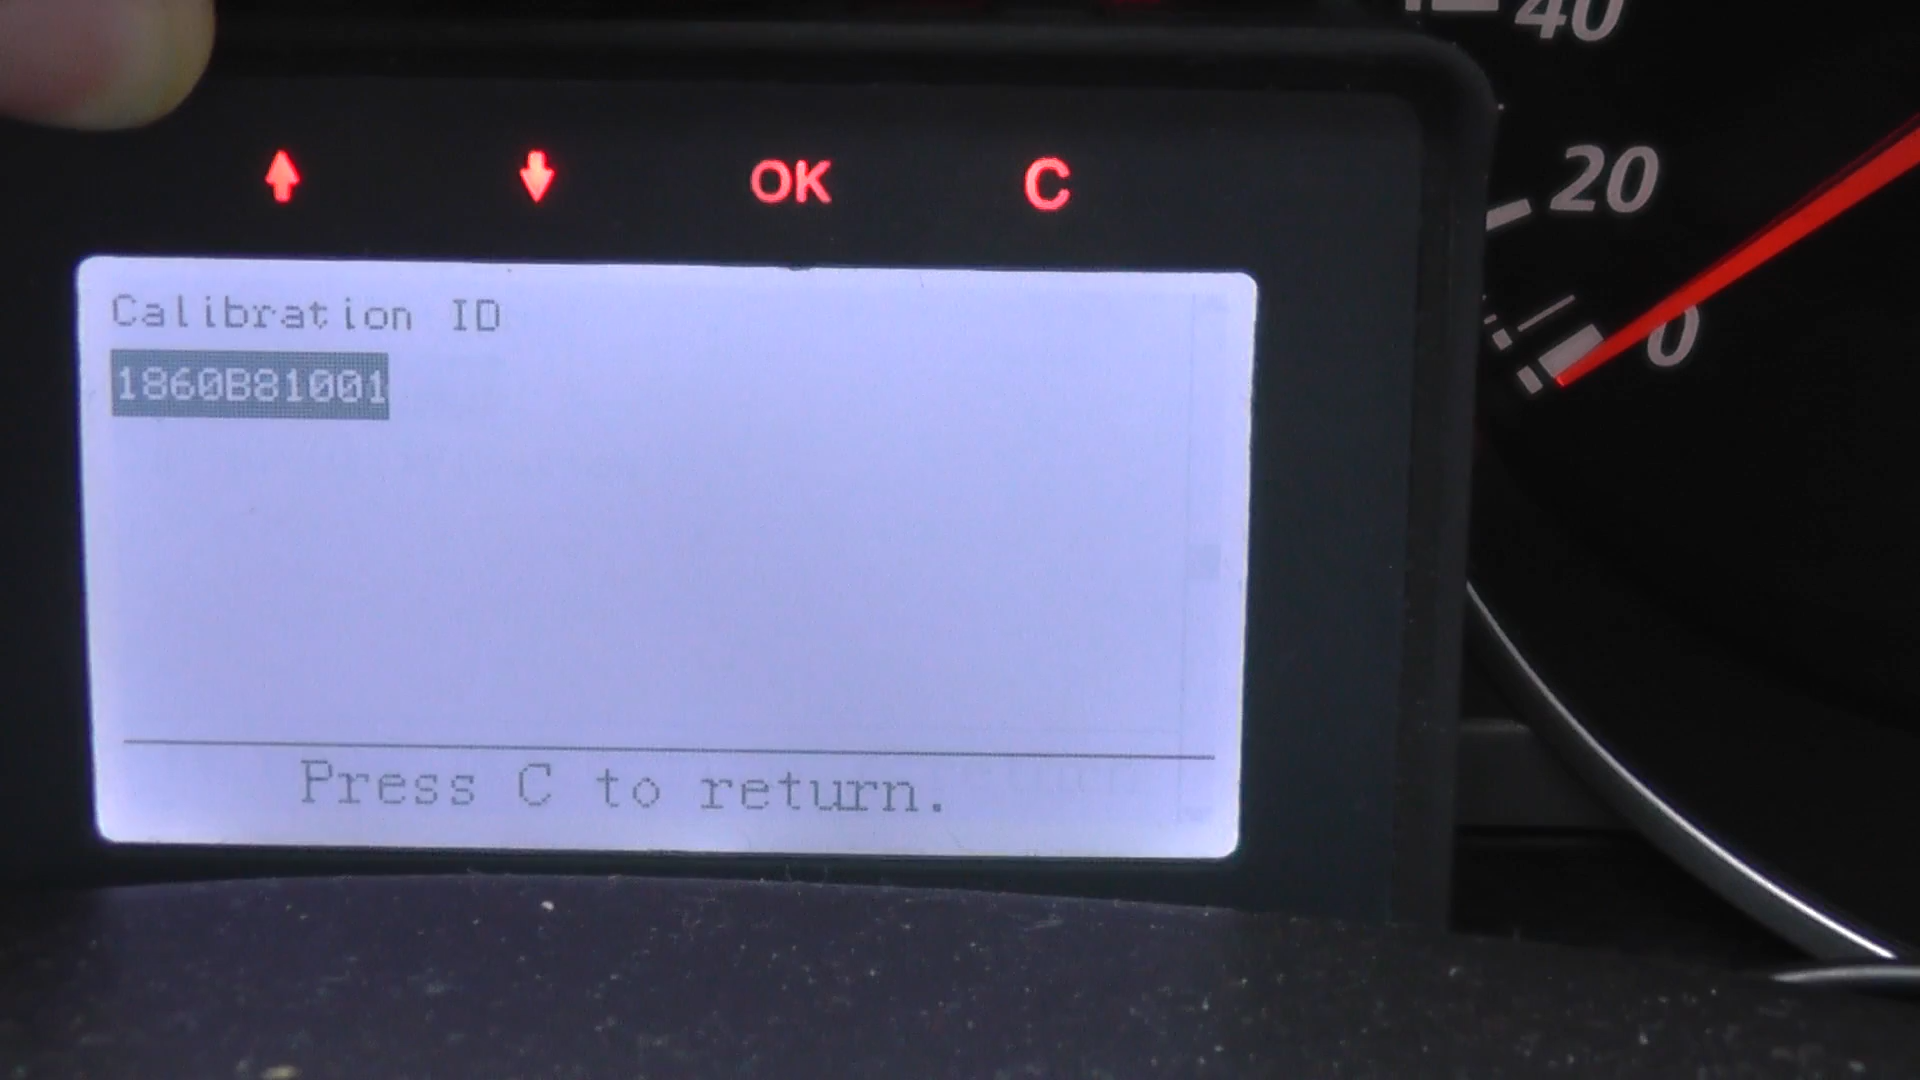 40
20
0
OK C
Calibration ID
1860B81001
Press C to return.